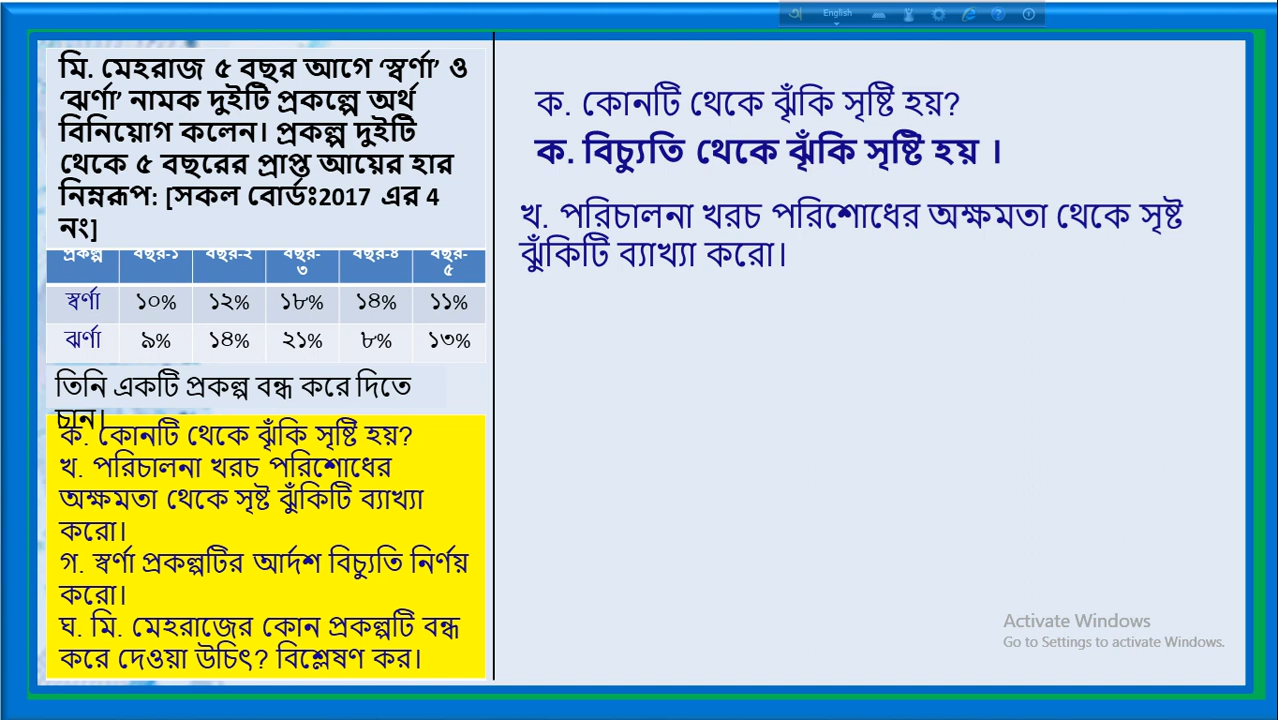 English
মি. মেহরাজ ৫ বছর আগে ‘স্বর্ণা’ ও
‘ঝর্ণা’ নামক দুইটি প্রকল্পে অর্থ
বিনিয়োগ কলেন। প্রকল্প দুইটি
থেকে ৫ বছরের প্রাপ্ত আয়ের হার
নিম্নরূপ: [সকল বোর্ডঃ2017 এর 4
নং]
প্রকল্প বছর-১ বছর-২ বছর-৩ বছর-৪ বছর-৫
স্বর্ণা ১০% ১২% ১৮% ১৪% ১১%
ঝর্ণা ৯% ১৪% ২১% ৮% ১৩%
তিনি একটি প্রকল্প বন্ধ করে দিতে
চান।
ক. কোনটি থেকে ঝুঁকি সৃষ্টি হয়?
খ. পরিচালনা খরচ পরিশোধের
অক্ষমতা থেকে সৃষ্ট ঝুঁকিটি ব্যাখ্যা
করো।
গ. স্বর্ণা প্রকল্পটির আর্দশ বিচ্যুতি নির্ণয়
করো।
ঘ. মি. মেহরাজের কোন প্রকল্পটি বন্ধ
করে দেওয়া উচিৎ? বিশ্লেষণ কর।
ক. কোনটি থেকে ঝুঁকি সৃষ্টি হয়?
ক. বিচ্যুতি থেকে ঝুঁকি সৃষ্টি হয় ।
খ. পরিচালনা খরচ পরিশোধের অক্ষমতা থেকে সৃষ্ট
ঝুঁকিটি ব্যাখ্যা করো।
Activate Windows
Go to Settings to activate Windows.